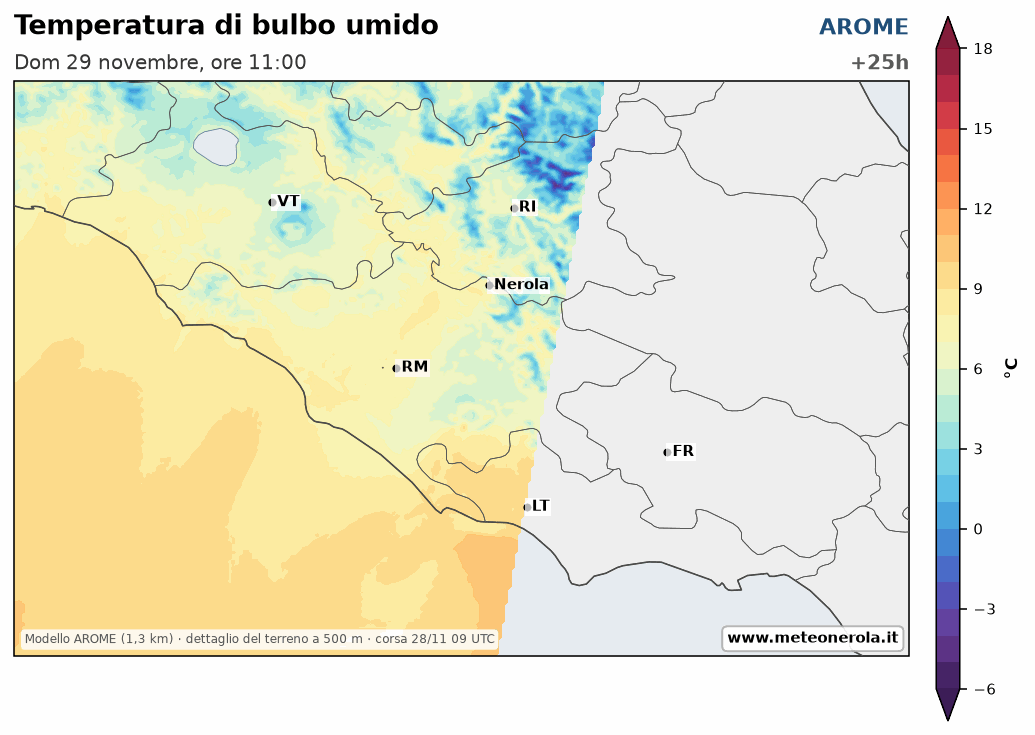 Temperatura di bulbo umido
AROME
Dom 29 novembre, ore 11:00
+25h
VT
RI
Nerola
RM
FR
LT
Modello AROME (1,3 km) · dettaglio del terreno a 500 m · corsa 28/11 09 UTC
www.meteonerola.it
18
15
12
9
6
3
0
−3
−6
°C